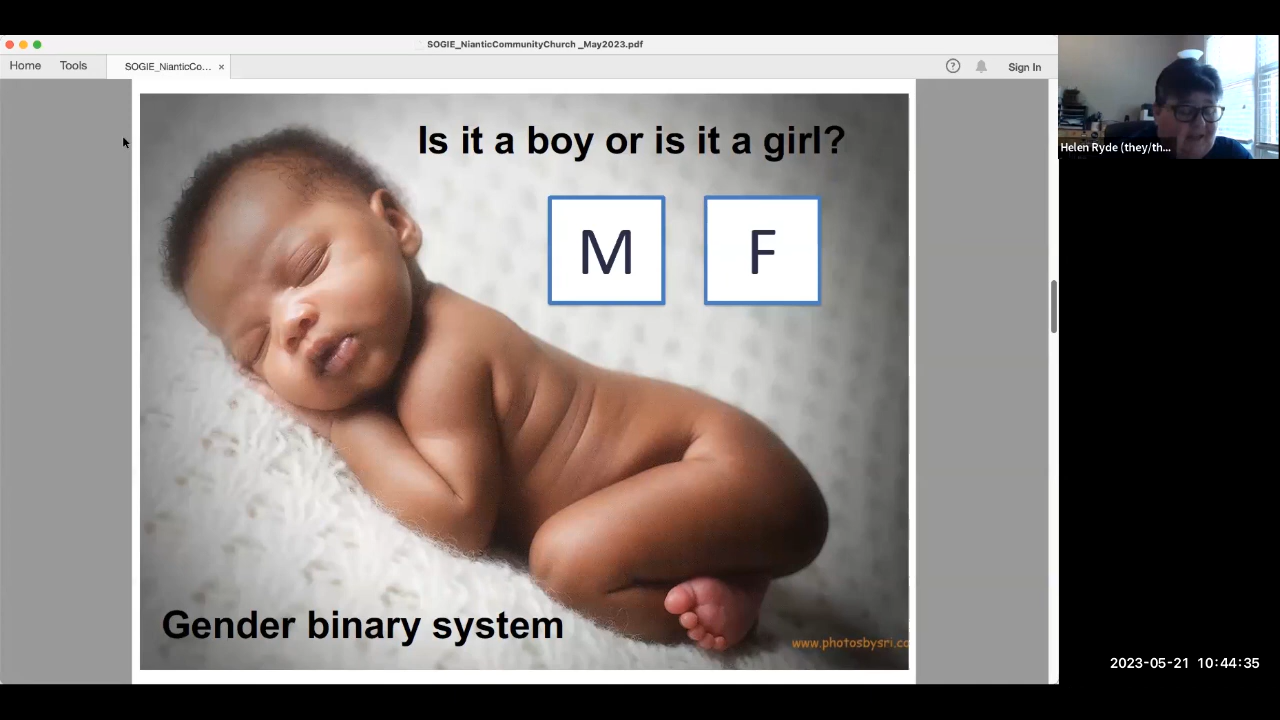 SOGIE_NianticCommunityChurch _May2023.pdf
Home Tools SOGIE_NianticCo... × ? Sign In
Is it a boy or is it a girl?
M F
Helen Ryde (they/th...
Gender binary system
www.photosbysri.co
2023-05-21 10:44:35